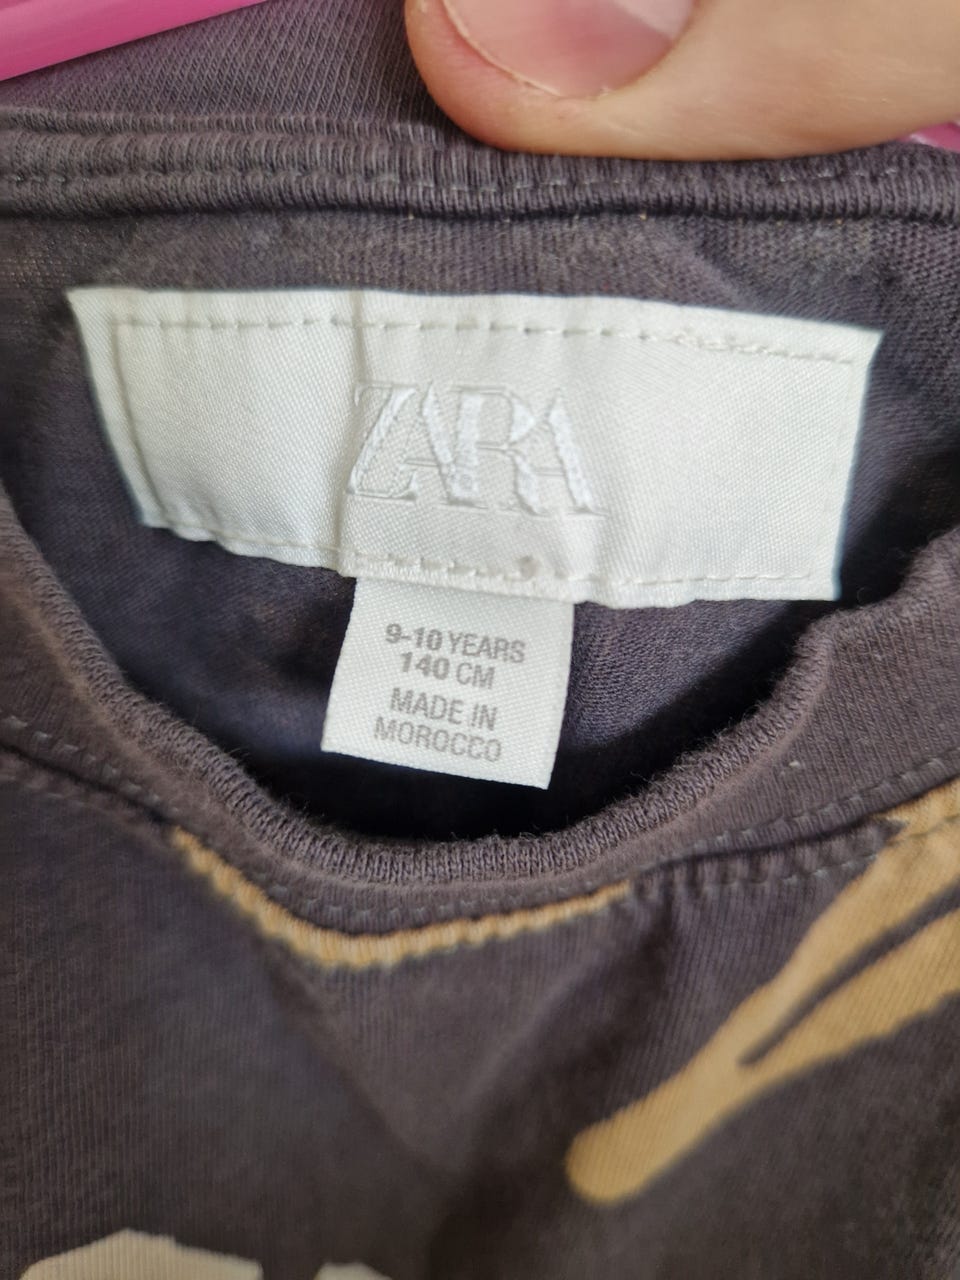 ZARA
9-10 YEARS
140 CM
MADE IN
MOROCCO